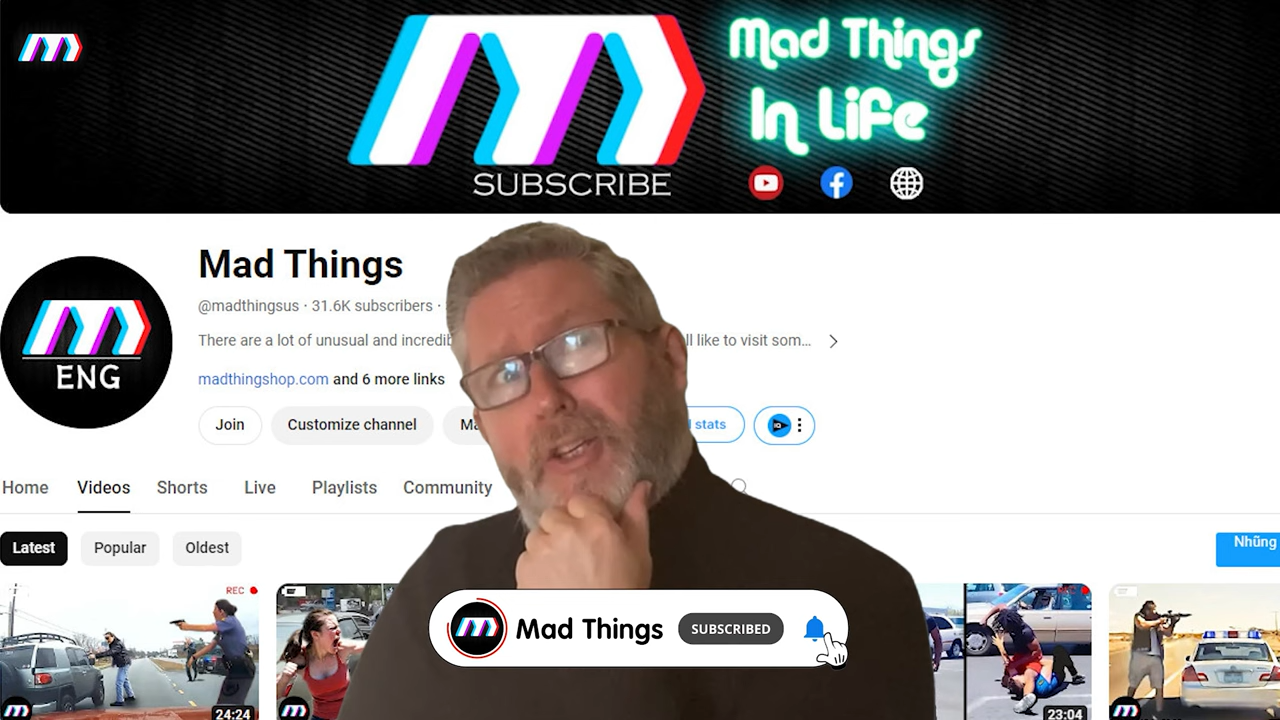 Mad Things
In Life
SUBSCRIBE
Mad Things
@madthingsus · 31.6K subscribers ·
There are a lot of unusual and incredib
ll like to visit som...
madthingshop.com and 6 more links
Join
Customize channel
Ma
stats
IQ
ENG
Home
Videos
Shorts
Live
Playlists
Community
Latest
Popular
Oldest
Những
REC
Mad Things
SUBSCRIBED
24:24
23:04